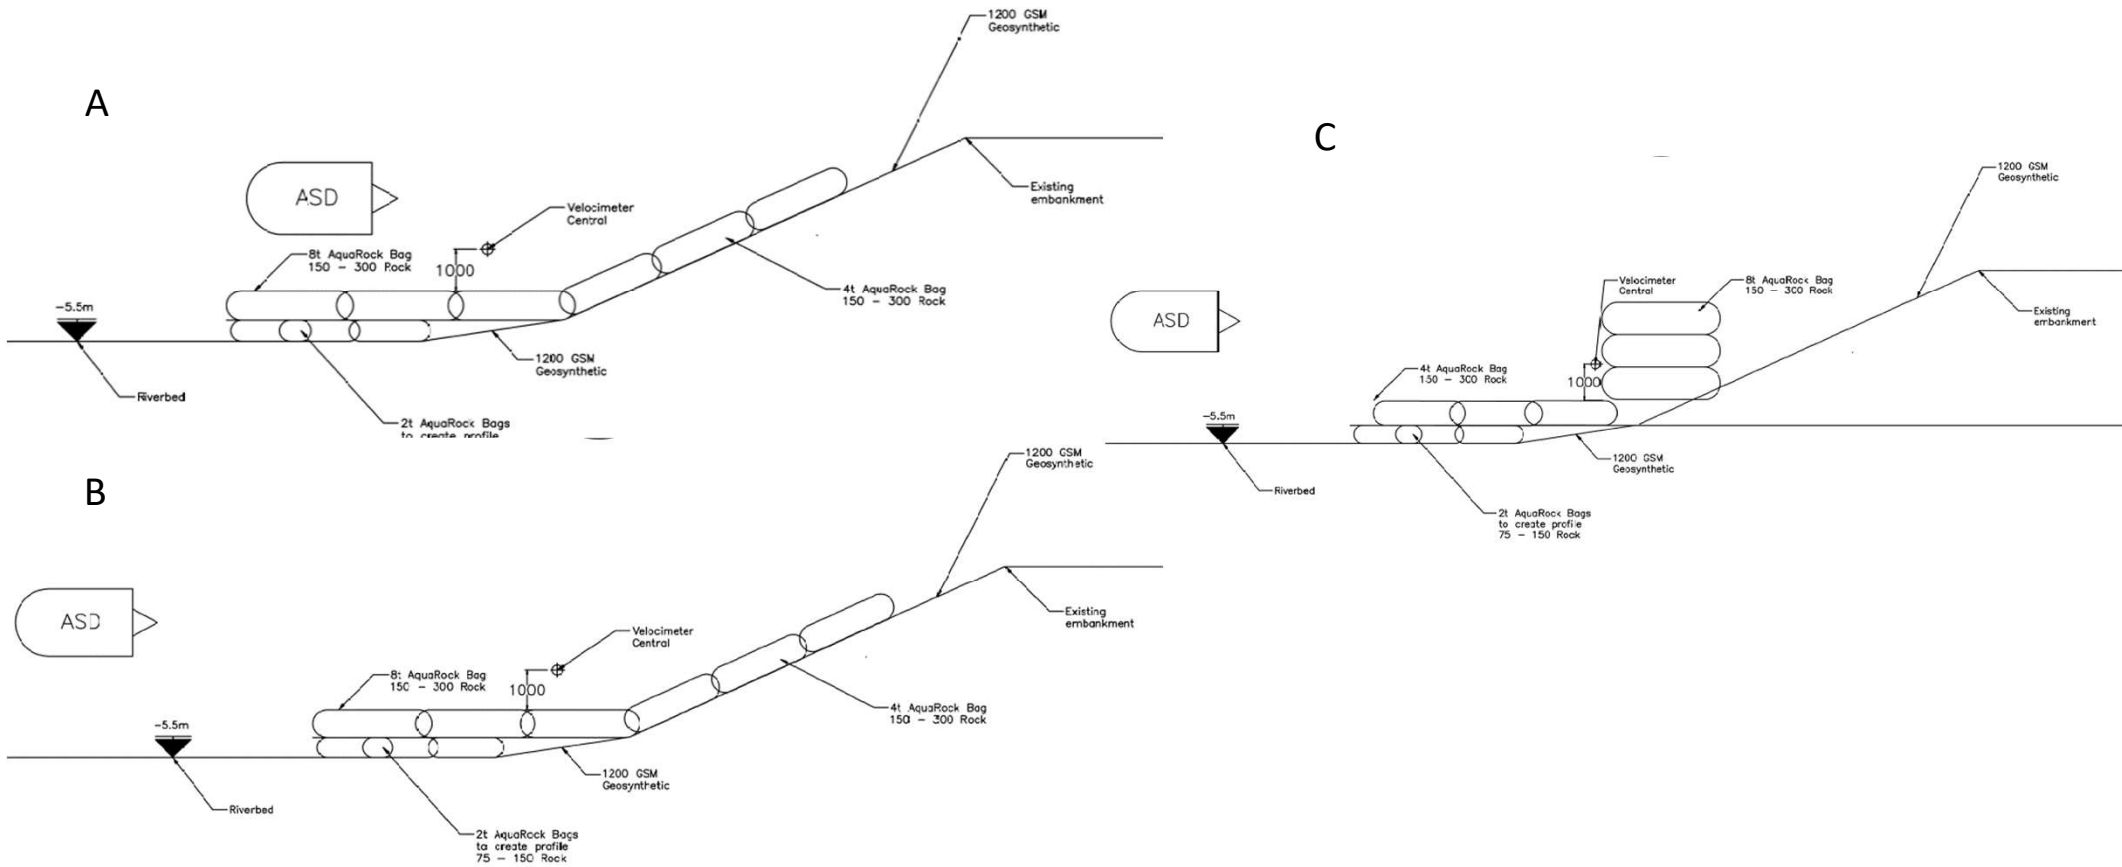 A
1200 GSM
Geosynthetic
ASD
Velocimeter
Central
Existing
embankment
8t AquaRock Bag
150 – 300 Rock
1000
4t AquaRock Bag
150 – 300 Rock
-5.5m
1200 GSM
Geosynthetic
Riverbed
2t AquaRock Bags
to create profile
B
1200 GSM
Geosynthetic
ASD
Velocimeter
Central
Existing
embankment
8t AquaRock Bag
150 – 300 Rock
1000
4t AquaRock Bag
150 – 300 Rock
-5.5m
1200 GSM
Geosynthetic
Riverbed
2t AquaRock Bags
to create profile
75 – 150 Rock
C
1200 GSM
Geosynthetic
Velocimeter
Central
8t AquaRock Bag
150 – 300 Rock
ASD
Existing
embankment
4t AquaRock Bag
150 – 300 Rock
1000
-5.5m
1200 GSM
Geosynthetic
Riverbed
2t AquaRock Bags
to create profile
75 – 150 Rock